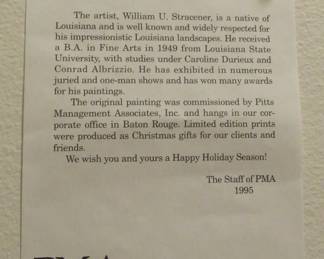 The artist, William U. Stracener, is a native of
Louisiana and is well known and widely respected for
his impressionistic Louisiana landscapes. He received
a B.A. in Fine Arts in 1949 from Louisiana State
University, with studies under Caroline Durieux and
Conrad Albrizzio. He has exhibited in numerous
juried and one-man shows and has won many awards
for his paintings.
The original painting was commissioned by Pitts
Management Associates, Inc. and hangs in our cor-
porate office in Baton Rouge. Limited edition prints
were produced as Christmas gifts for our clients and
friends.
We wish you and yours a Happy Holiday Season!
The Staff of PMA
1995
PMA